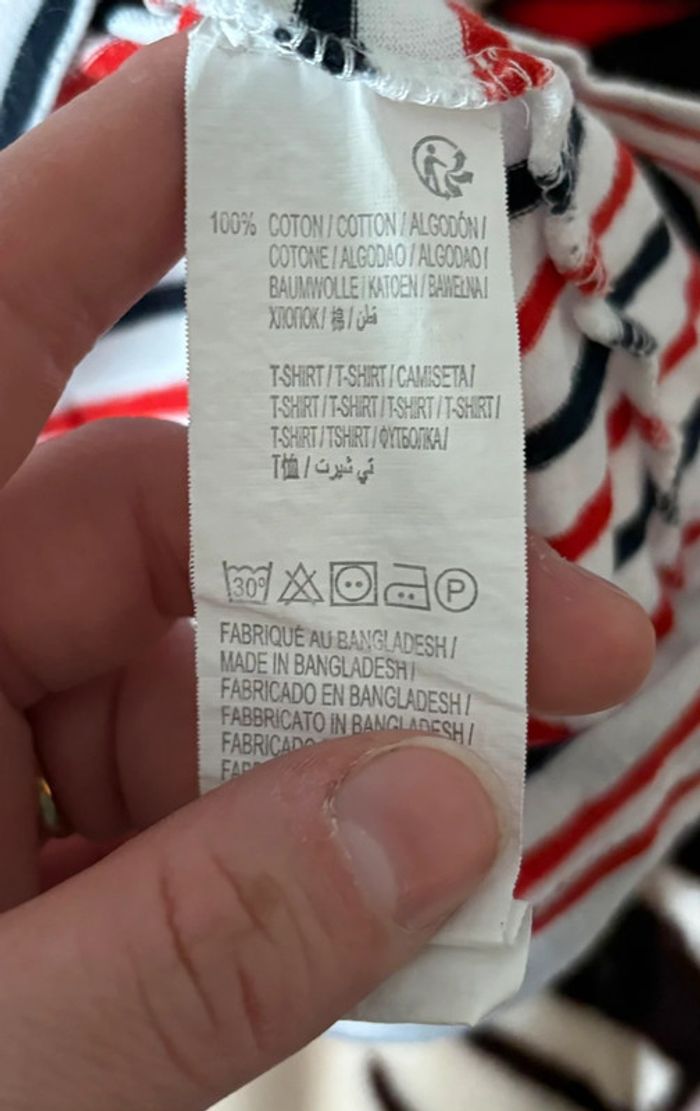 100% COTON / COTTON / ALGODÓN /
COTONE / ALGODAO / ALGODAO /
BAUMWOLLE / KATOEN / BAWEŁNA /
ХЛОПОК / 棉 / قطن
T-SHIRT / T-SHIRT / CAMISETA /
T-SHIRT / T-SHIRT / T-SHIRT / T-SHIRT /
T-SHIRT / TSHIRT / ФУТБОЛКА /
T恤 / تي شيرت
30°
P
FABRIQUÉ AU BANGLADESH /
MADE IN BANGLADESH /
FABRICADO EN BANGLADESH /
FABBRICATO IN BANGLADESH /